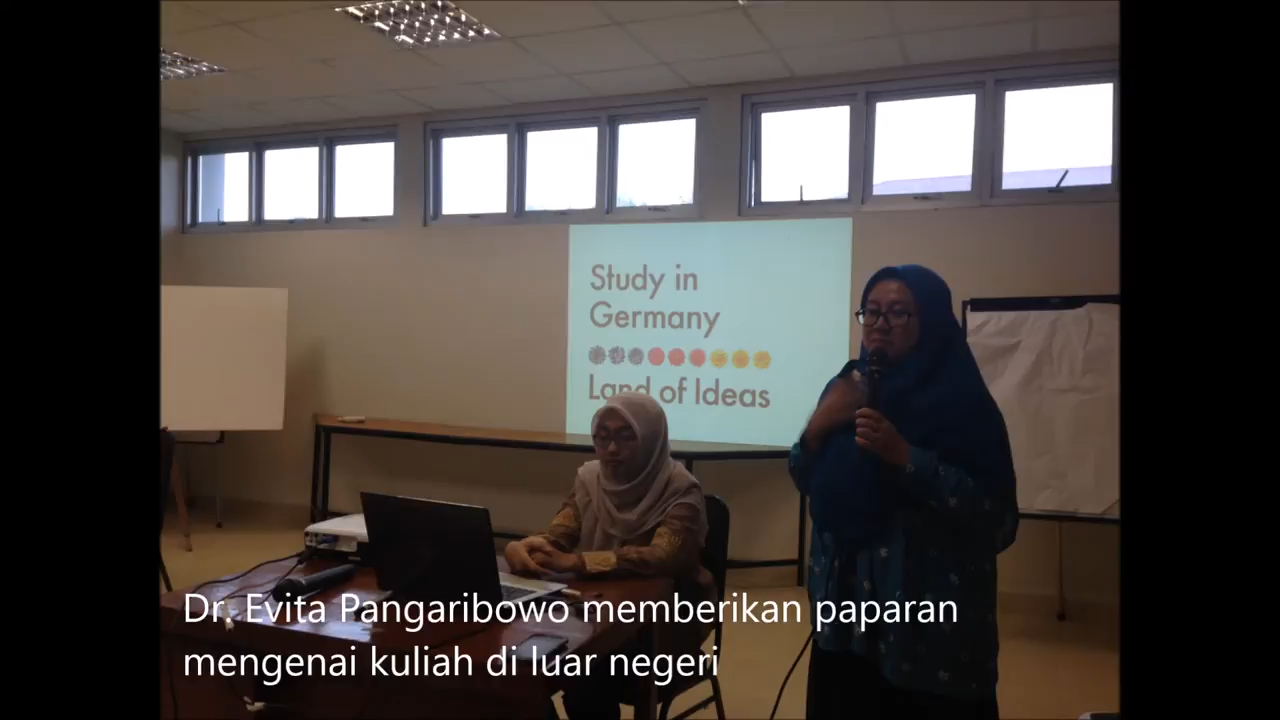 Study in
Germany
Land of Ideas
Dr. Evita Pangaribowo memberikan paparan
mengenai kuliah di luar negeri